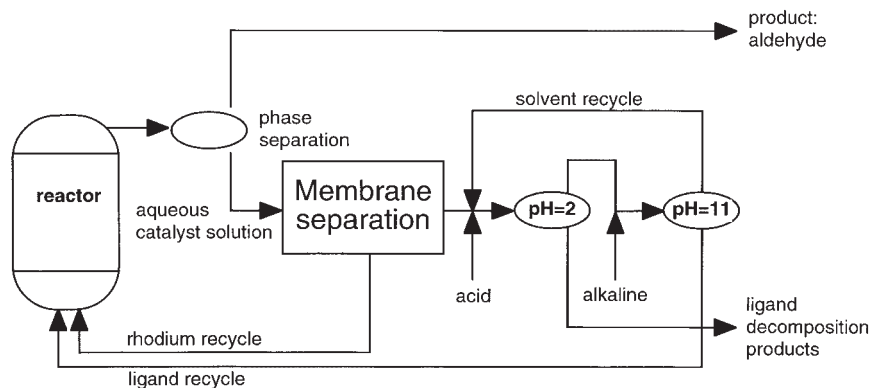 product:
aldehyde
solvent recycle
phase
separation
reactor
Membrane
separation
aqueous
catalyst solution
pH=2
pH=11
acid
alkaline
ligand
decomposition
products
rhodium recycle
ligand recycle